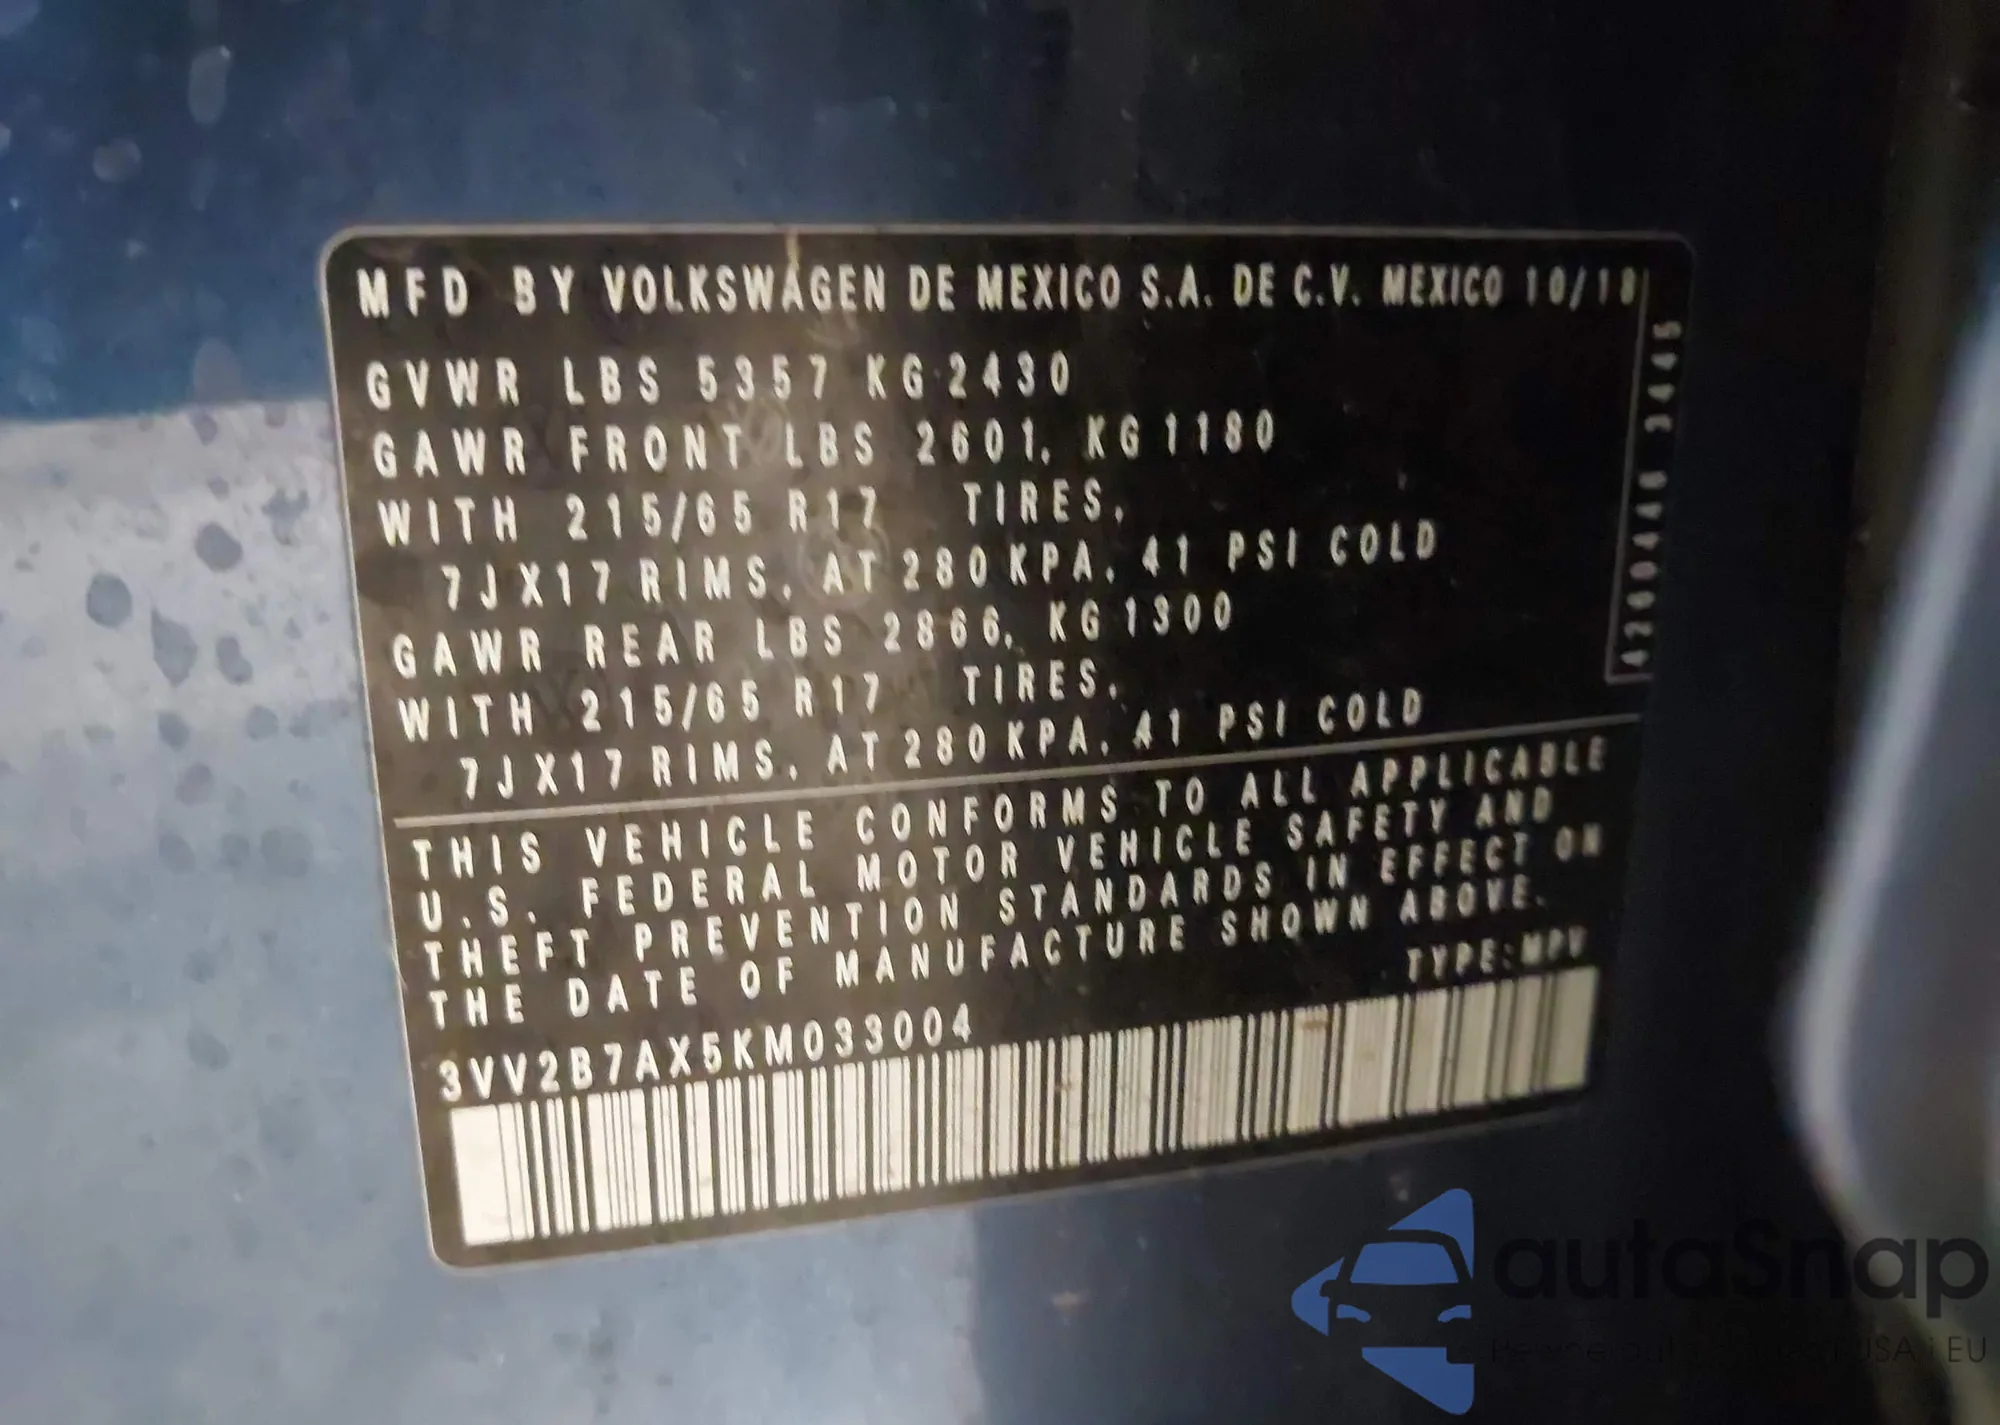 MFD BY VOLKSWAGEN DE MEXICO S.A. DE C.V. MEXICO 10/18
GVWR LBS 5357 KG 2430
GAWR FRONT LBS 2601, KG 1180
WITH 215/65 R17 TIRES,
7JX17 RIMS, AT 280 KPA, 41 PSI COLD
GAWR REAR LBS 2866, KG 1300
WITH 215/65 R17 TIRES,
7JX17 RIMS, AT 280 KPA, 41 PSI COLD
THIS VEHICLE CONFORMS TO ALL APPLICABLE
U.S. FEDERAL MOTOR VEHICLE SAFETY AND
THEFT PREVENTION STANDARDS IN EFFECT ON
THE DATE OF MANUFACTURE SHOWN ABOVE.
TYPE: MPV
3VV2B7AX5KM033004
3445
autaSnap
USA i EU